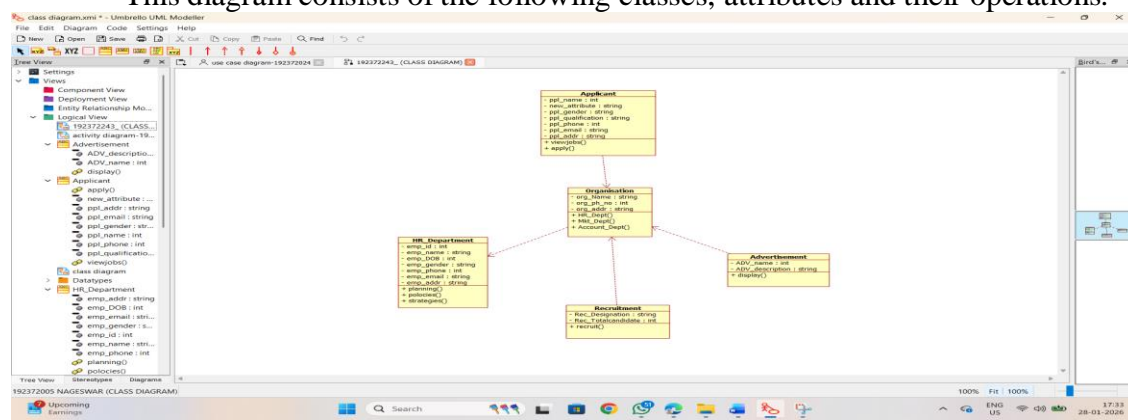 This diagram consists of the following classes, attributes and their operations.
class diagram.xmi * - Umbrello UML Modeller
File Edit Diagram Code Settings Help
New Open Save Cut Copy Paste Find
XYZ
Tree View
use case diagram-192372024
192372243_ (CLASS DIAGRAM)
Bird's...
Settings
Views
Component View
Deployment View
Entity Relationship Mo...
Logical View
192372243_ (CLASS...
activity diagram-19...
Advertisement
ADV_descriptio...
ADV_name : int
display()
Applicant
apply()
new_attribute : ...
ppl_addr : string
ppl_email : string
ppl_gender : str...
ppl_name : int
ppl_phone : int
ppl_qualificatio...
viewjobs()
class diagram
Datatypes
HR_Department
emp_addr : string
emp_DOB : int
emp_email : stri...
emp_gender : s...
emp_id : int
emp_name : stri...
emp_phone : int
planning()
polocies()
Tree View Stereotypes Diagrams
Applicant
- ppl_name : int
- new_attribute : string
- ppl_gender : string
- ppl_qualification : string
- ppl_phone : int
- ppl_email : string
- ppl_addr : string
+ viewjobs()
+ apply()
Organisation
- org_Name : string
- org_ph_no : int
- org_addr : string
+ HR_Dept()
+ Mkt_Dept()
+ Account_Dept()
HR_Department
- emp_id : int
- emp_name : string
- emp_DOB : int
- emp_gender : string
- emp_phone : int
- emp_email : string
- emp_addr : string
+ planning()
+ polocies()
+ strategies()
Advertisement
- ADV_name : int
- ADV_description : string
+ display()
Recruitment
- Rec_Designation : string
- Rec_Totalcandidate : int
+ recruit()
192372005 NAGESWAR (CLASS DIAGRAM)
100% Fit 100%
Upcoming
Earnings
Search
ENG
US
17:33
28-01-2026